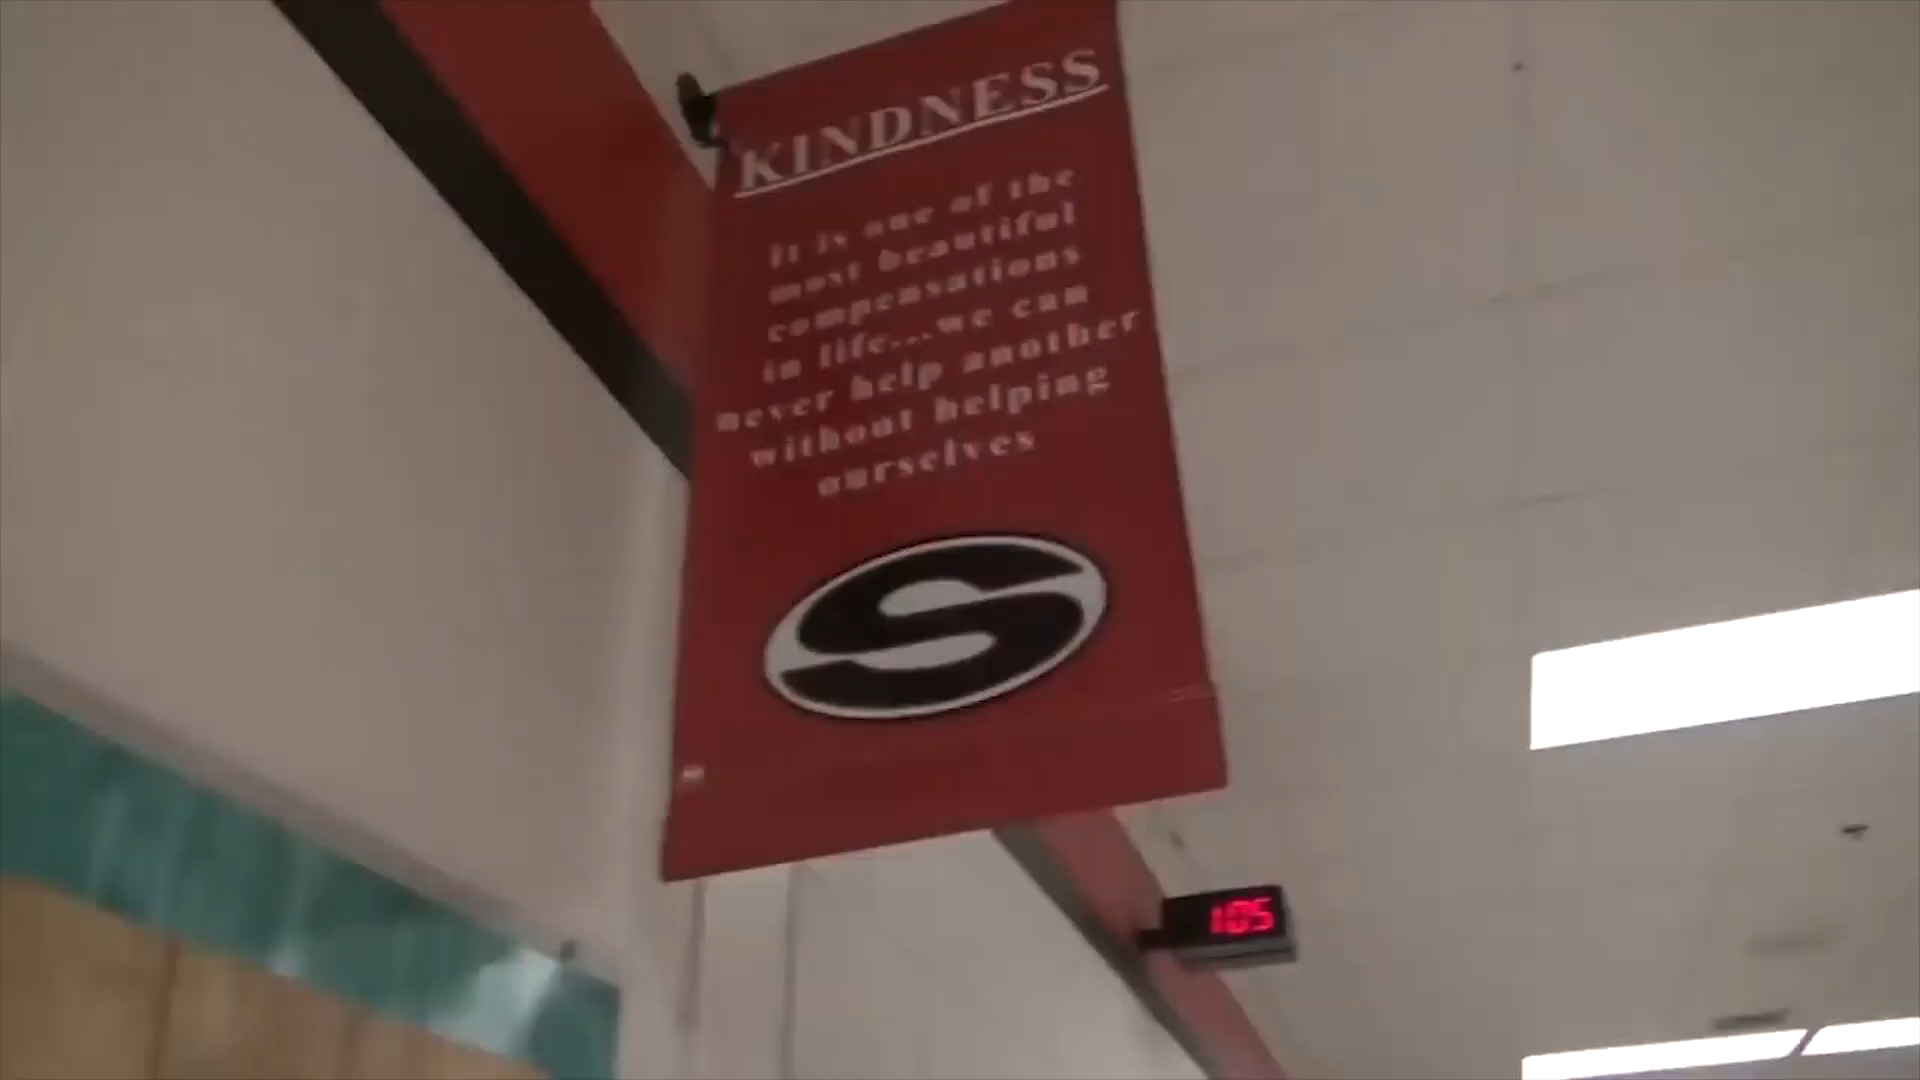 KINDNESS
it is one of the
most beautiful
compensations
in life...we can
never help another
without helping
ourselves
S
105